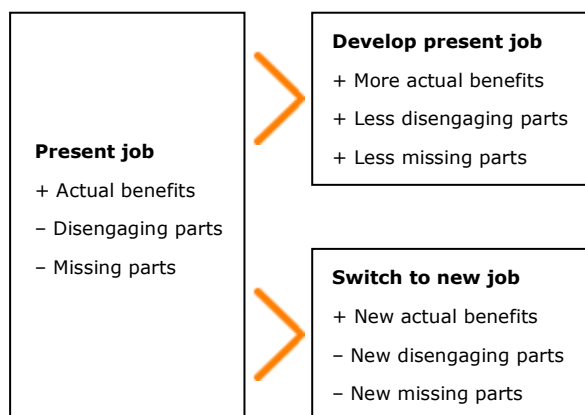 Present job
+ Actual benefits
– Disengaging parts
– Missing parts
Develop present job
+ More actual benefits
+ Less disengaging parts
+ Less missing parts
Switch to new job
+ New actual benefits
– New disengaging parts
– New missing parts